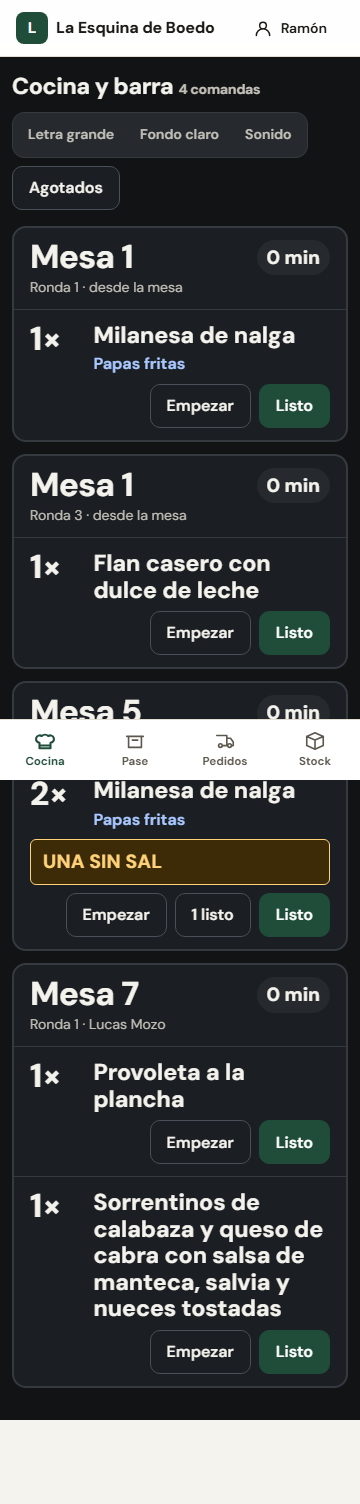 L La Esquina de Boedo Ramón
Cocina y barra 4 comandas
Letra grande Fondo claro Sonido
Agotados
Mesa 1 0 min
Ronda 1 · desde la mesa
1× Milanesa de nalga
Papas fritas
Empezar Listo
Mesa 1 0 min
Ronda 3 · desde la mesa
1× Flan casero con
dulce de leche
Empezar Listo
Mesa 5 0 min
Cocina Pase Pedidos Stock
2× Milanesa de nalga
Papas fritas
UNA SIN SAL
Empezar 1 listo Listo
Mesa 7 0 min
Ronda 1 · Lucas Mozo
1× Provoleta a la
plancha
Empezar Listo
1× Sorrentinos de
calabaza y queso de
cabra con salsa de
manteca, salvia y
nueces tostadas
Empezar Listo